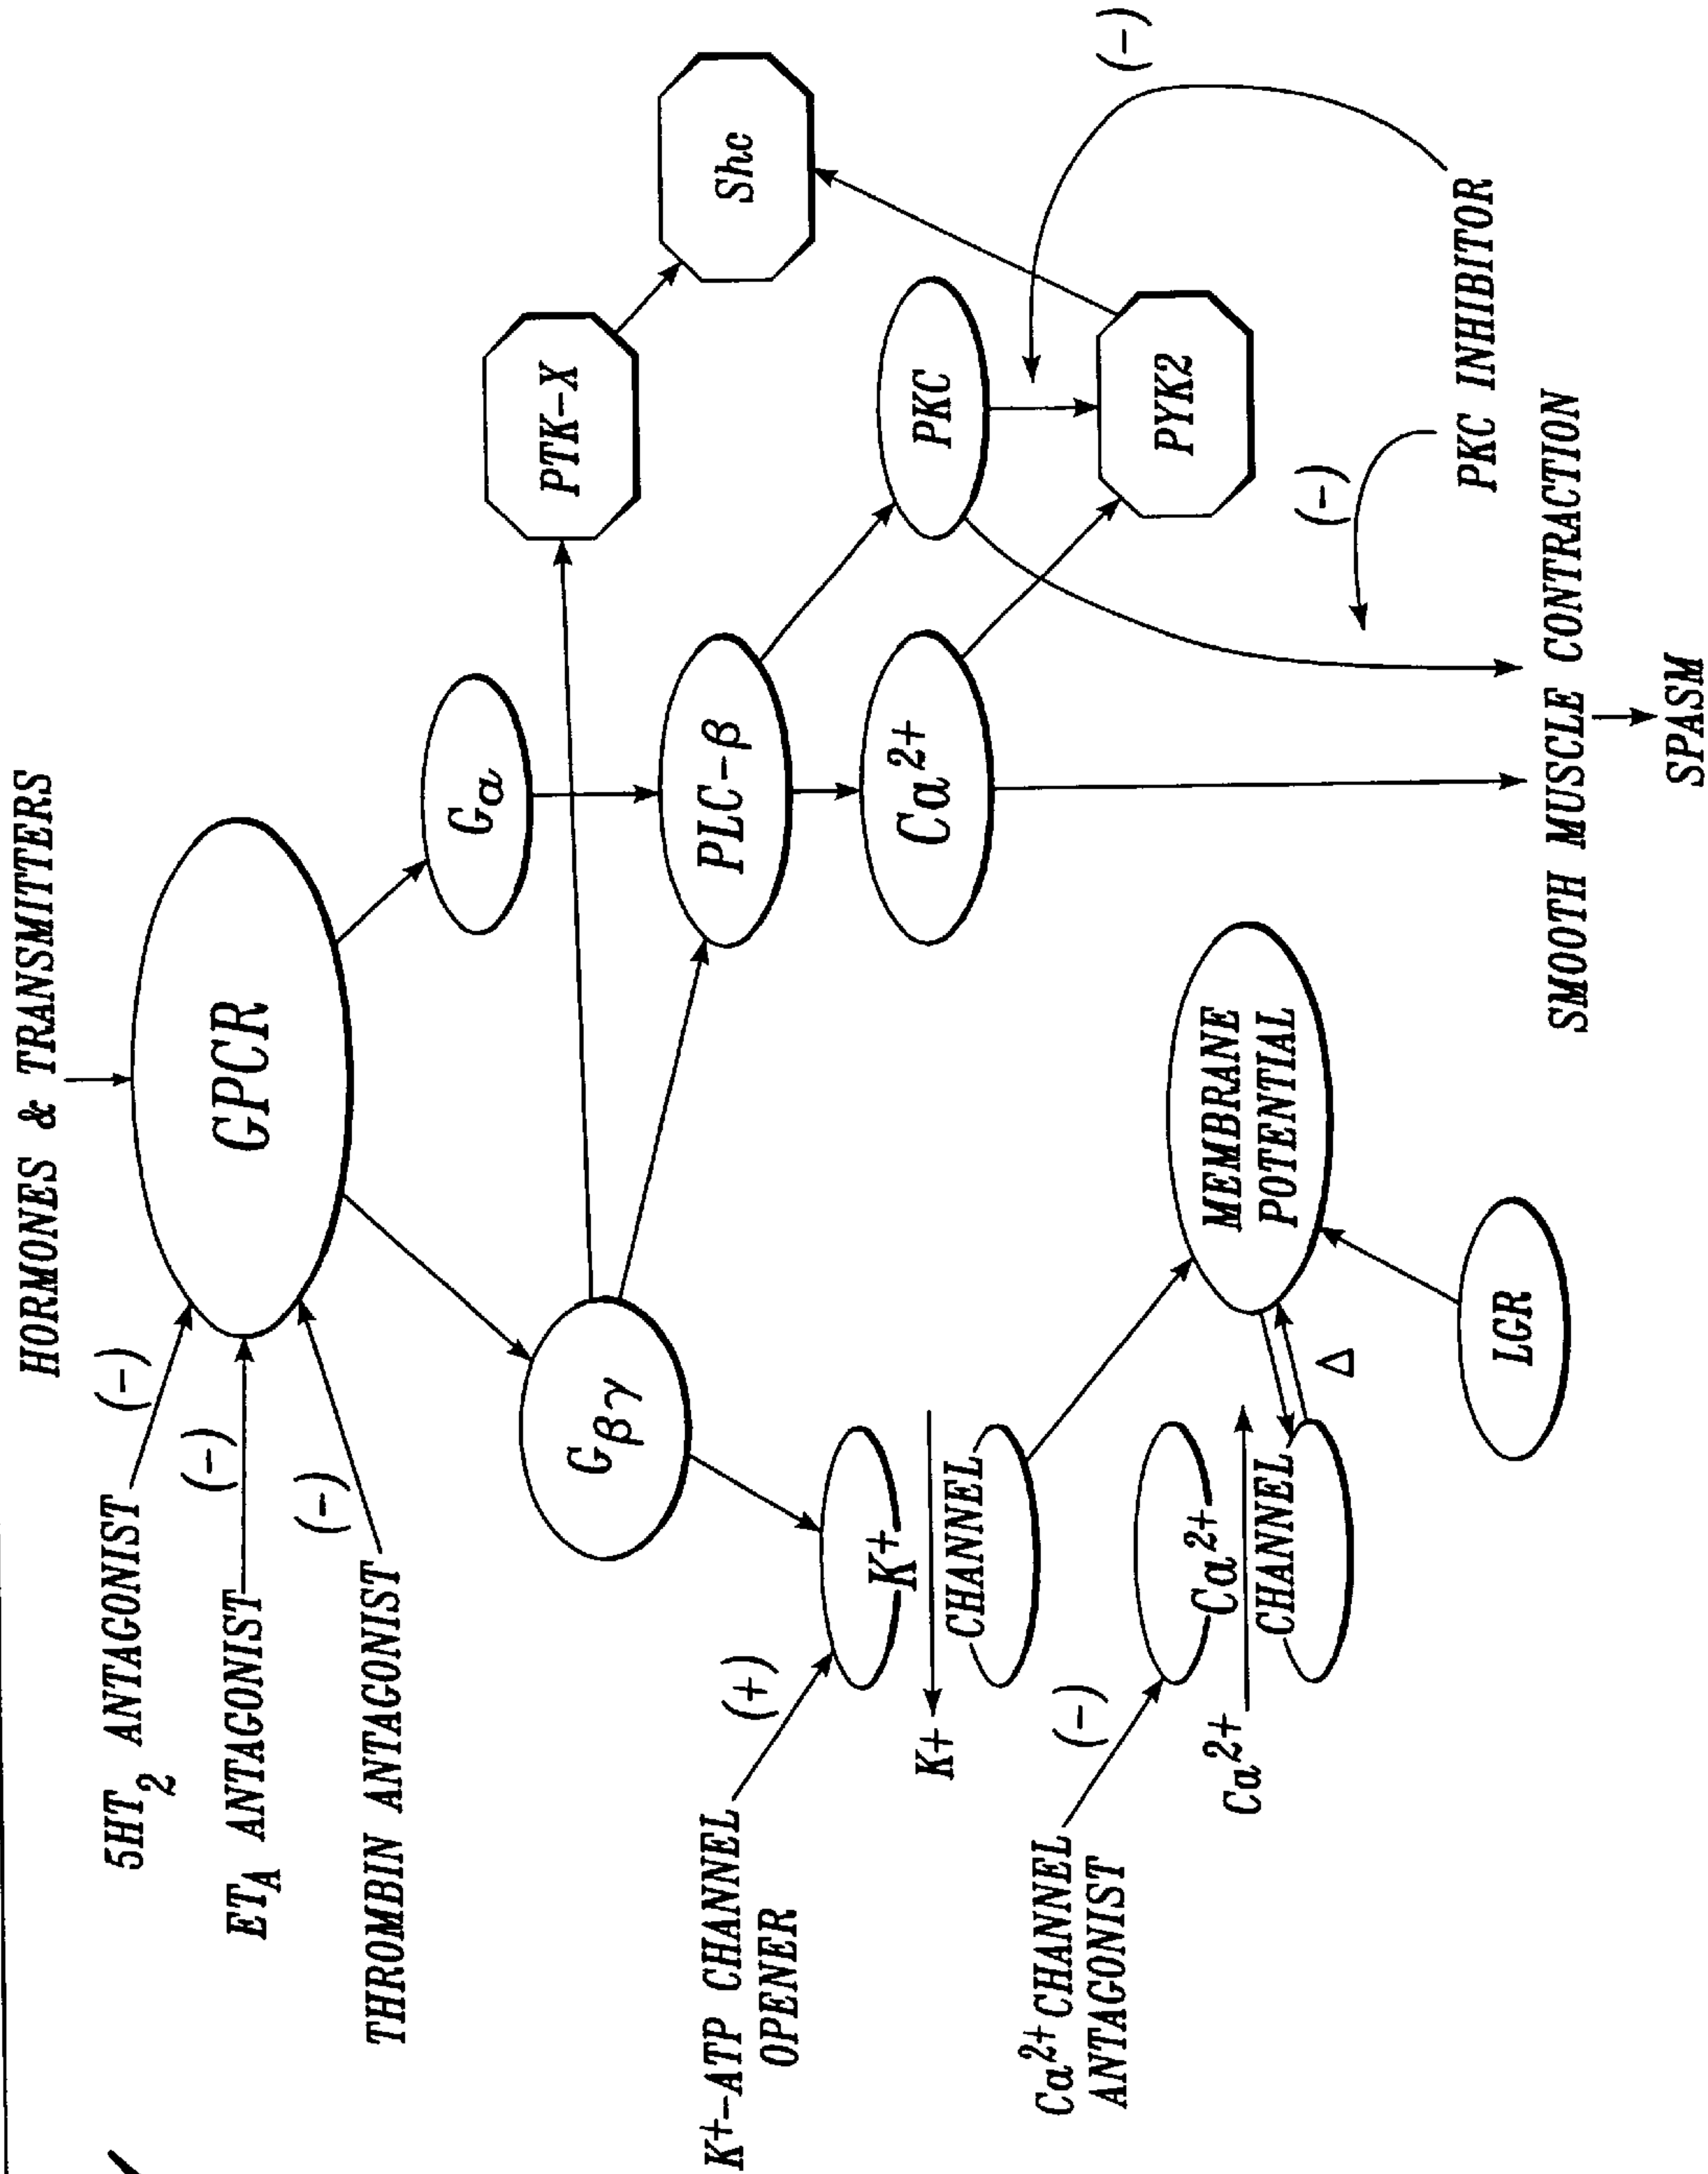 HORMONES & TRANSMITTERS
5HT2 ANTAGONIST
(-)
ETA ANTAGONIST
(-)
THROMBIN ANTAGONIST
(-)
GPCR
Gα
Gβγ
PTK-X
Shc
PLC-β
PKC
Ca2+
PYK2
(-)
K+-ATP CHANNEL
OPENER
(+)
K+
CHANNEL
K+
Ca2+ CHANNEL
ANTAGONIST
(-)
Ca2+
CHANNEL
Ca2+
Δ
MEMBRANE
POTENTIAL
LGR
(-)
PKC INHIBITOR
SMOOTH MUSCLE CONTRACTION
SPASM